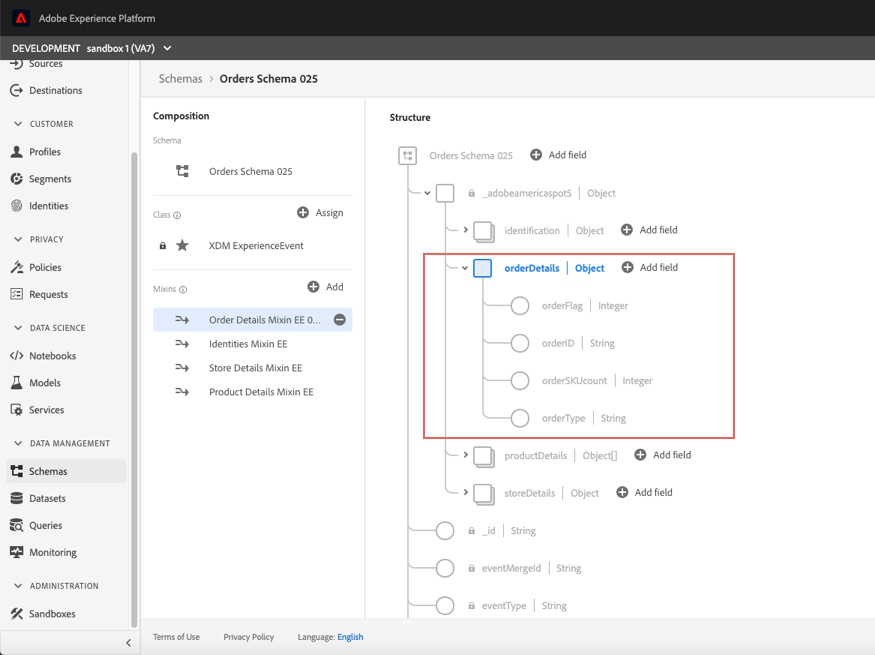 Adobe Experience Platform
DEVELOPMENT sandbox 1 (VA7)
Sources
Destinations
CUSTOMER
Profiles
Segments
Identities
PRIVACY
Policies
Requests
DATA SCIENCE
Notebooks
Models
Services
DATA MANAGEMENT
Schemas
Datasets
Queries
Monitoring
ADMINISTRATION
Sandboxes
Schemas > Orders Schema 025
Composition
Schema
Orders Schema 025
Class
Assign
XDM ExperienceEvent
Mixins
Add
Order Details Mixin EE 0...
Identities Mixin EE
Store Details Mixin EE
Product Details Mixin EE
Structure
Orders Schema 025 Add field
_adobeamericaspot5 | Object
identification | Object Add field
orderDetails | Object Add field
orderFlag | Integer
orderID | String
orderSKUcount | Integer
orderType | String
productDetails | Object[] Add field
storeDetails | Object Add field
_id | String
eventMergeId | String
eventType | String
Terms of Use Privacy Policy Language: English